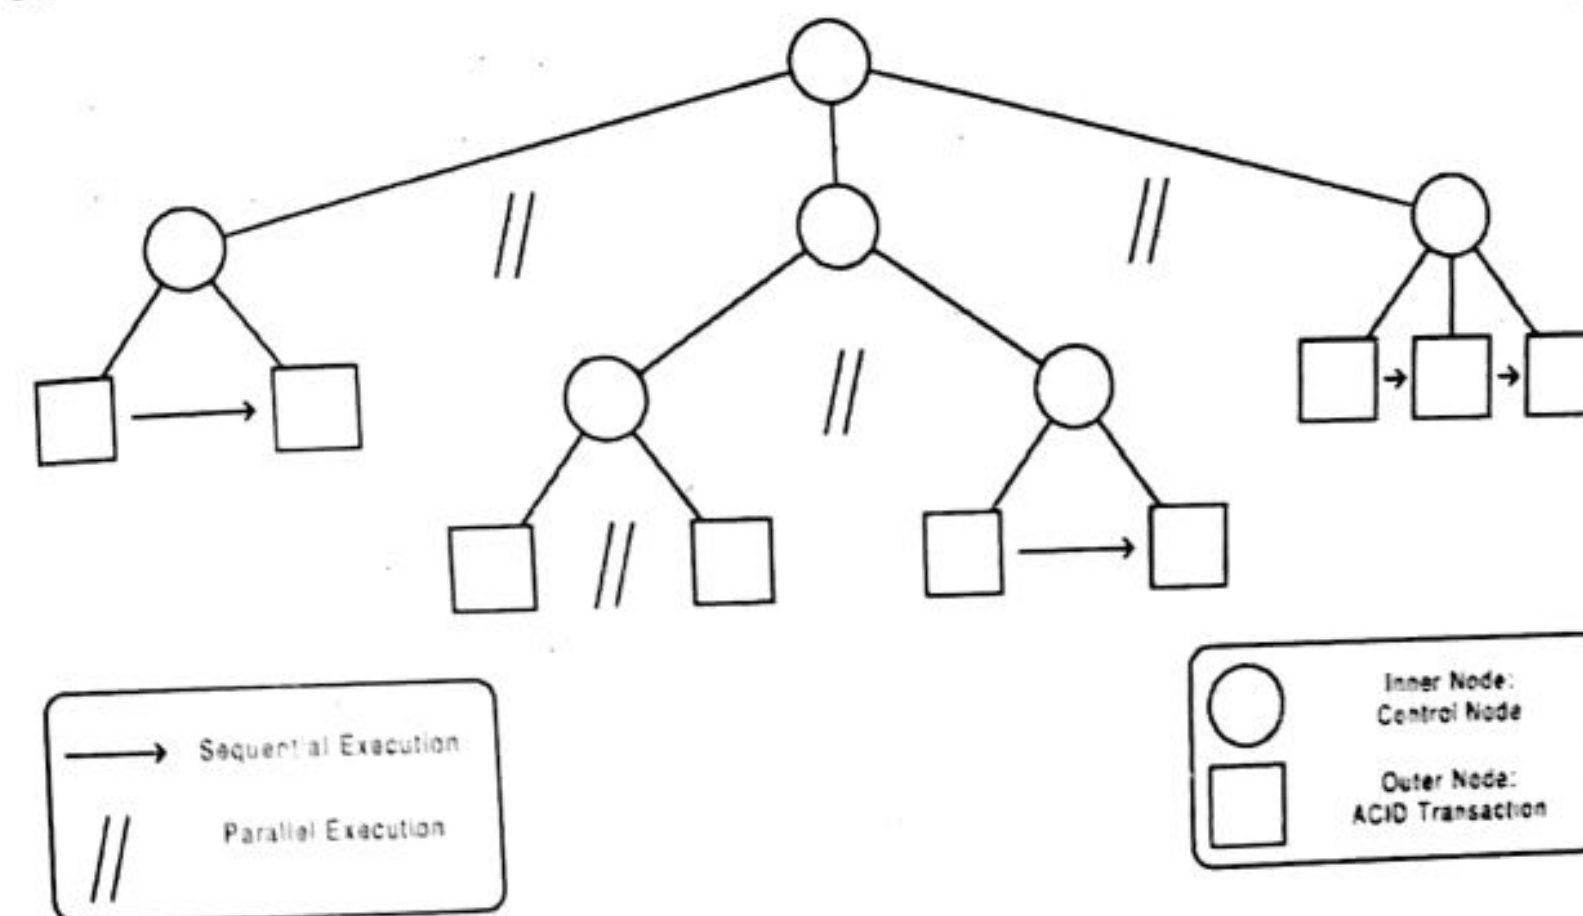 Sequential Execution
Parallel Execution
Inner Node:
Control Node
Outer Node:
ACID Transaction